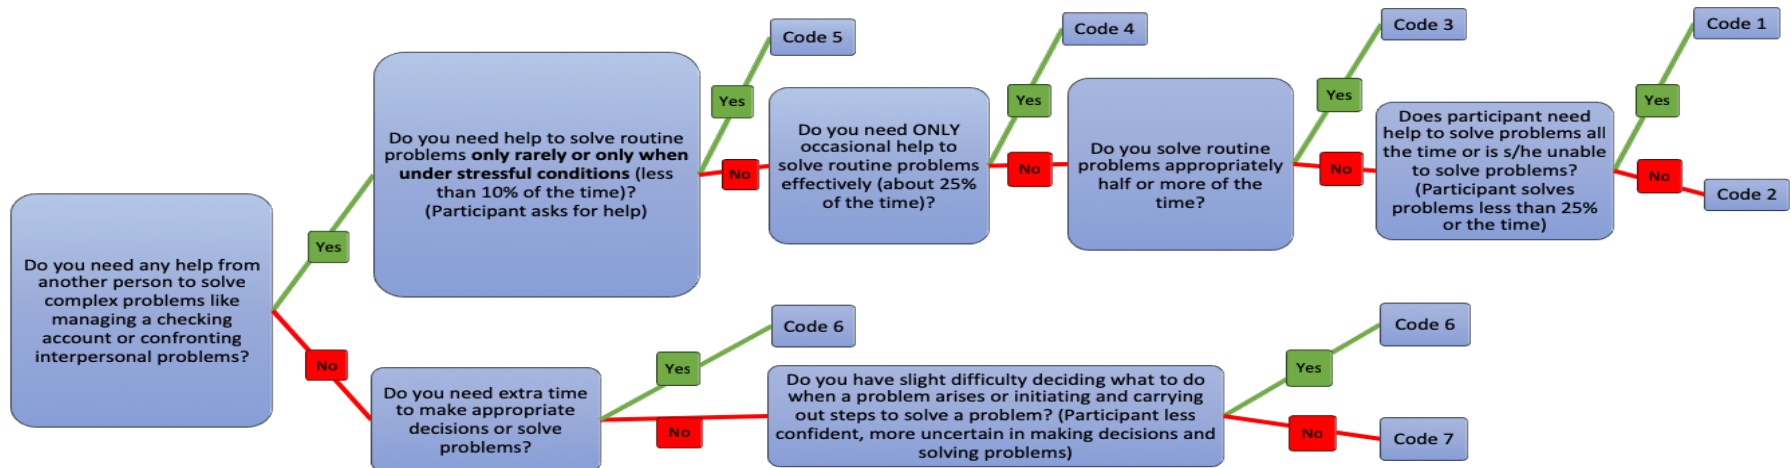 Do you need any help from
another person to solve
complex problems like
managing a checking
account or confronting
interpersonal problems?
Yes
Do you need help to solve routine
problems only rarely or only when
under stressful conditions (less
than 10% of the time)?
(Participant asks for help)
Yes
Code 5
No
Do you need ONLY
occasional help to
solve routine problems
effectively (about 25%
of the time)?
Yes
Code 4
No
Do you solve routine
problems appropriately
half or more of the
time?
Yes
Code 3
No
Does participant need
help to solve problems all
the time or is s/he unable
to solve problems?
(Participant solves
problems less than 25%
or the time)
Yes
Code 1
No
Code 2
No
Do you need extra time
to make appropriate
decisions or solve
problems?
Yes
Code 6
No
Do you have slight difficulty deciding what to do
when a problem arises or initiating and carrying
out steps to solve a problem? (Participant less
confident, more uncertain in making decisions and
solving problems)
Yes
Code 6
No
Code 7